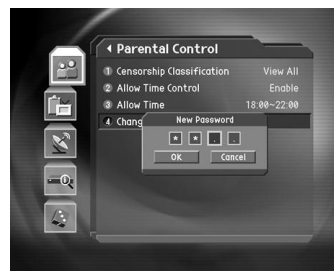 Parental Control
1 Censorship Classification View All
2 Allow Time Control Enable
3 Allow Time 18:00~22:00
4 Chang
New Password
* * . .
OK Cancel